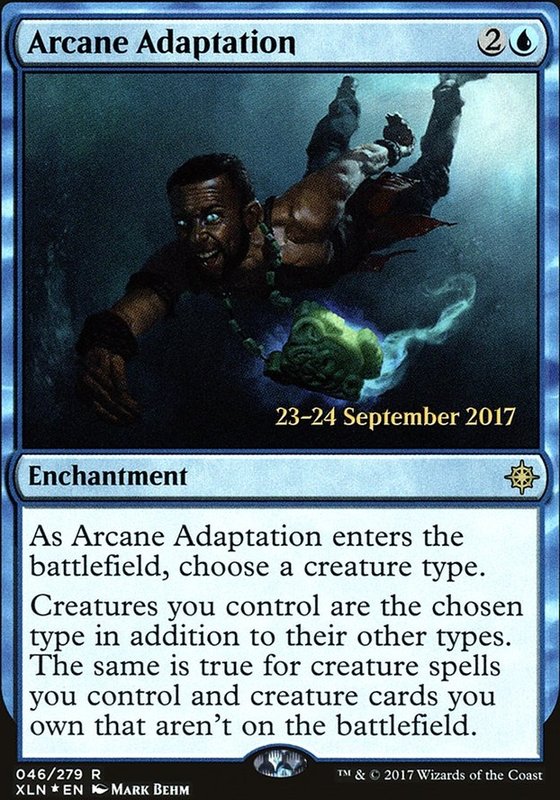 Arcane Adaptation 2
23–24 September 2017
Enchantment
As Arcane Adaptation enters the
battlefield, choose a creature type.
Creatures you control are the chosen
type in addition to their other types.
The same is true for creature spells
you control and creature cards you
own that aren't on the battlefield.
046/279 R
XLN★EN Mark Behm
™ & © 2017 Wizards of the Coast